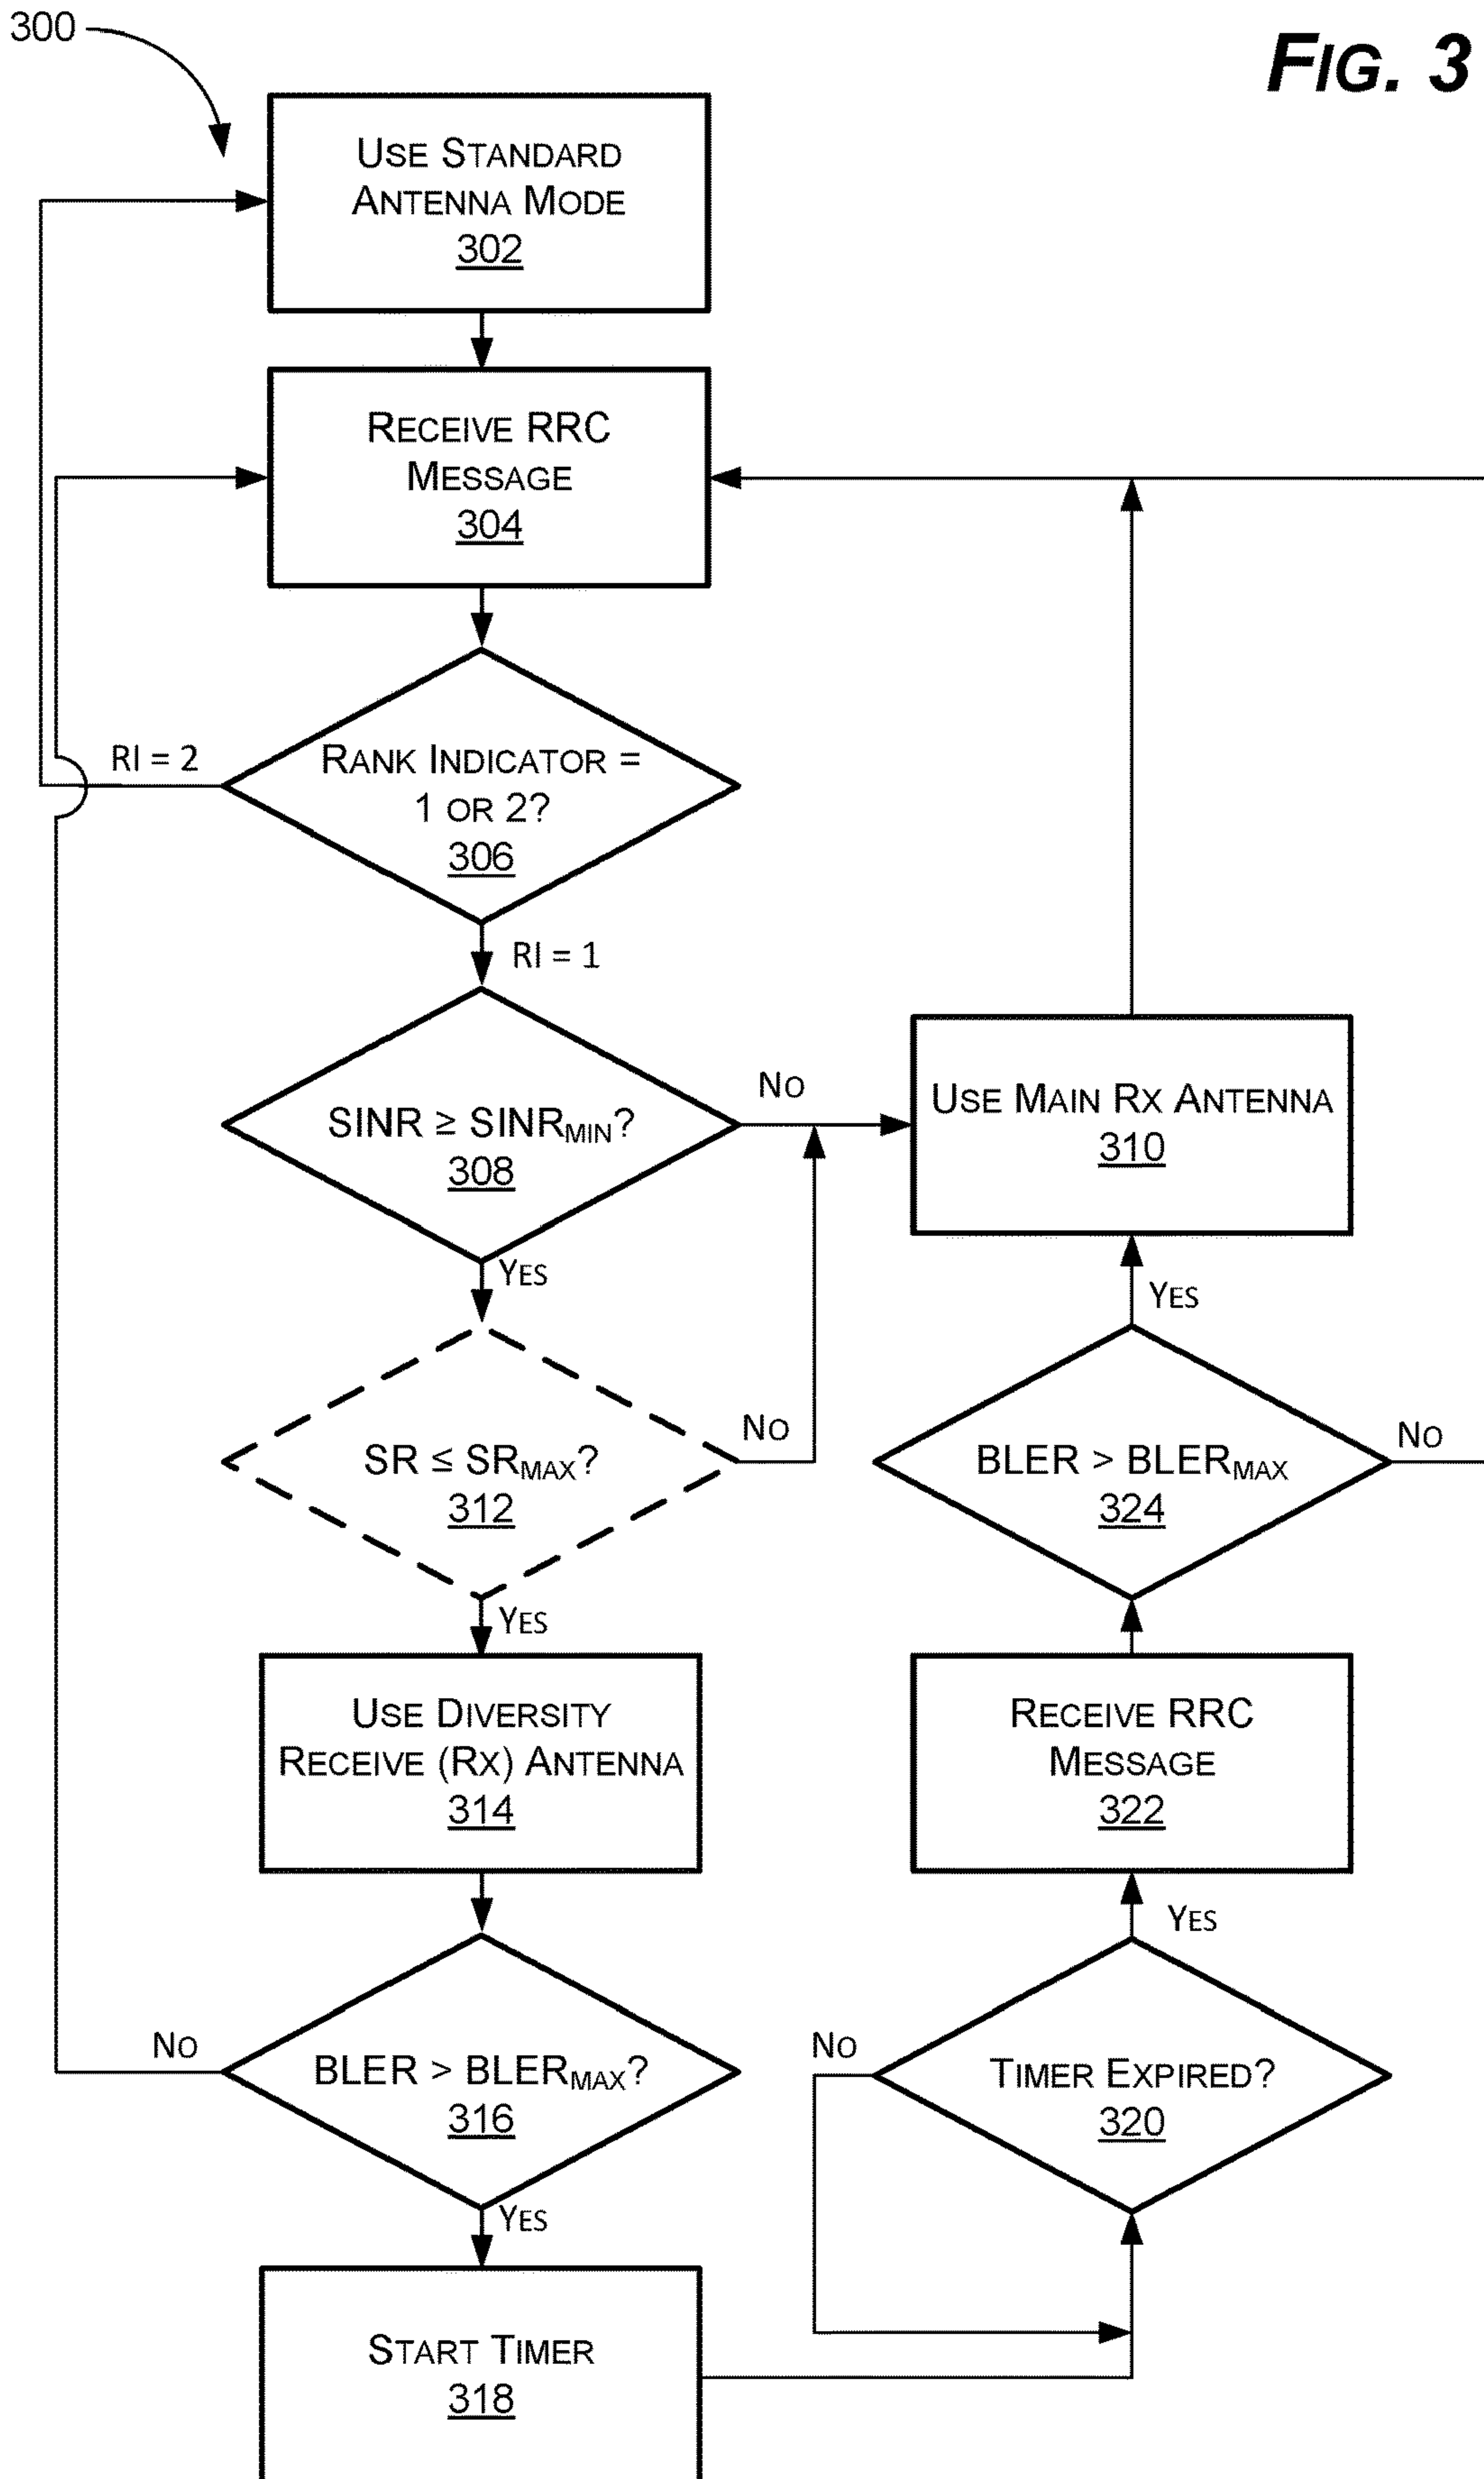 300
FIG. 3
USE STANDARD
ANTENNA MODE
302
RECEIVE RRC
MESSAGE
304
RI = 2
RANK INDICATOR =
1 OR 2?
306
RI = 1
SINR ≥ SINRMIN?
308
NO
YES
USE MAIN RX ANTENNA
310
SR ≤ SRMAX?
312
NO
YES
YES
BLER > BLERMAX
324
NO
USE DIVERSITY
RECEIVE (RX) ANTENNA
314
RECEIVE RRC
MESSAGE
322
YES
NO
BLER > BLERMAX?
316
YES
NO
TIMER EXPIRED?
320
START TIMER
318